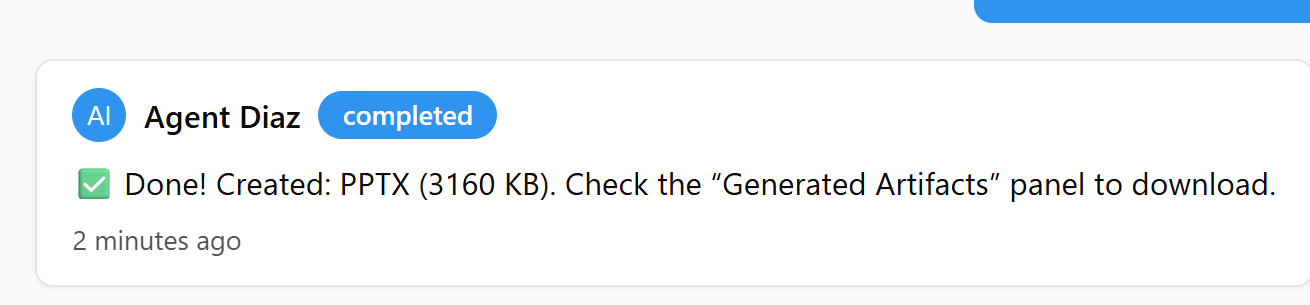 AI Agent Diaz completed
✅ Done! Created: PPTX (3160 KB). Check the “Generated Artifacts” panel to download.
2 minutes ago